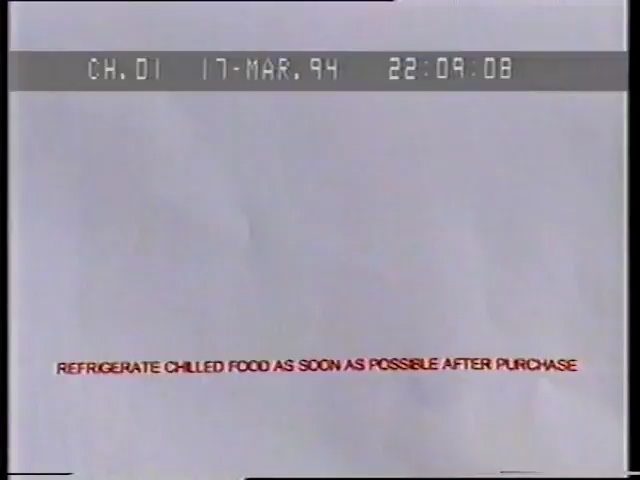 CH.01 17-MAR.94 22:09:08
REFRIGERATE CHILLED FOOD AS SOON AS POSSIBLE AFTER PURCHASE